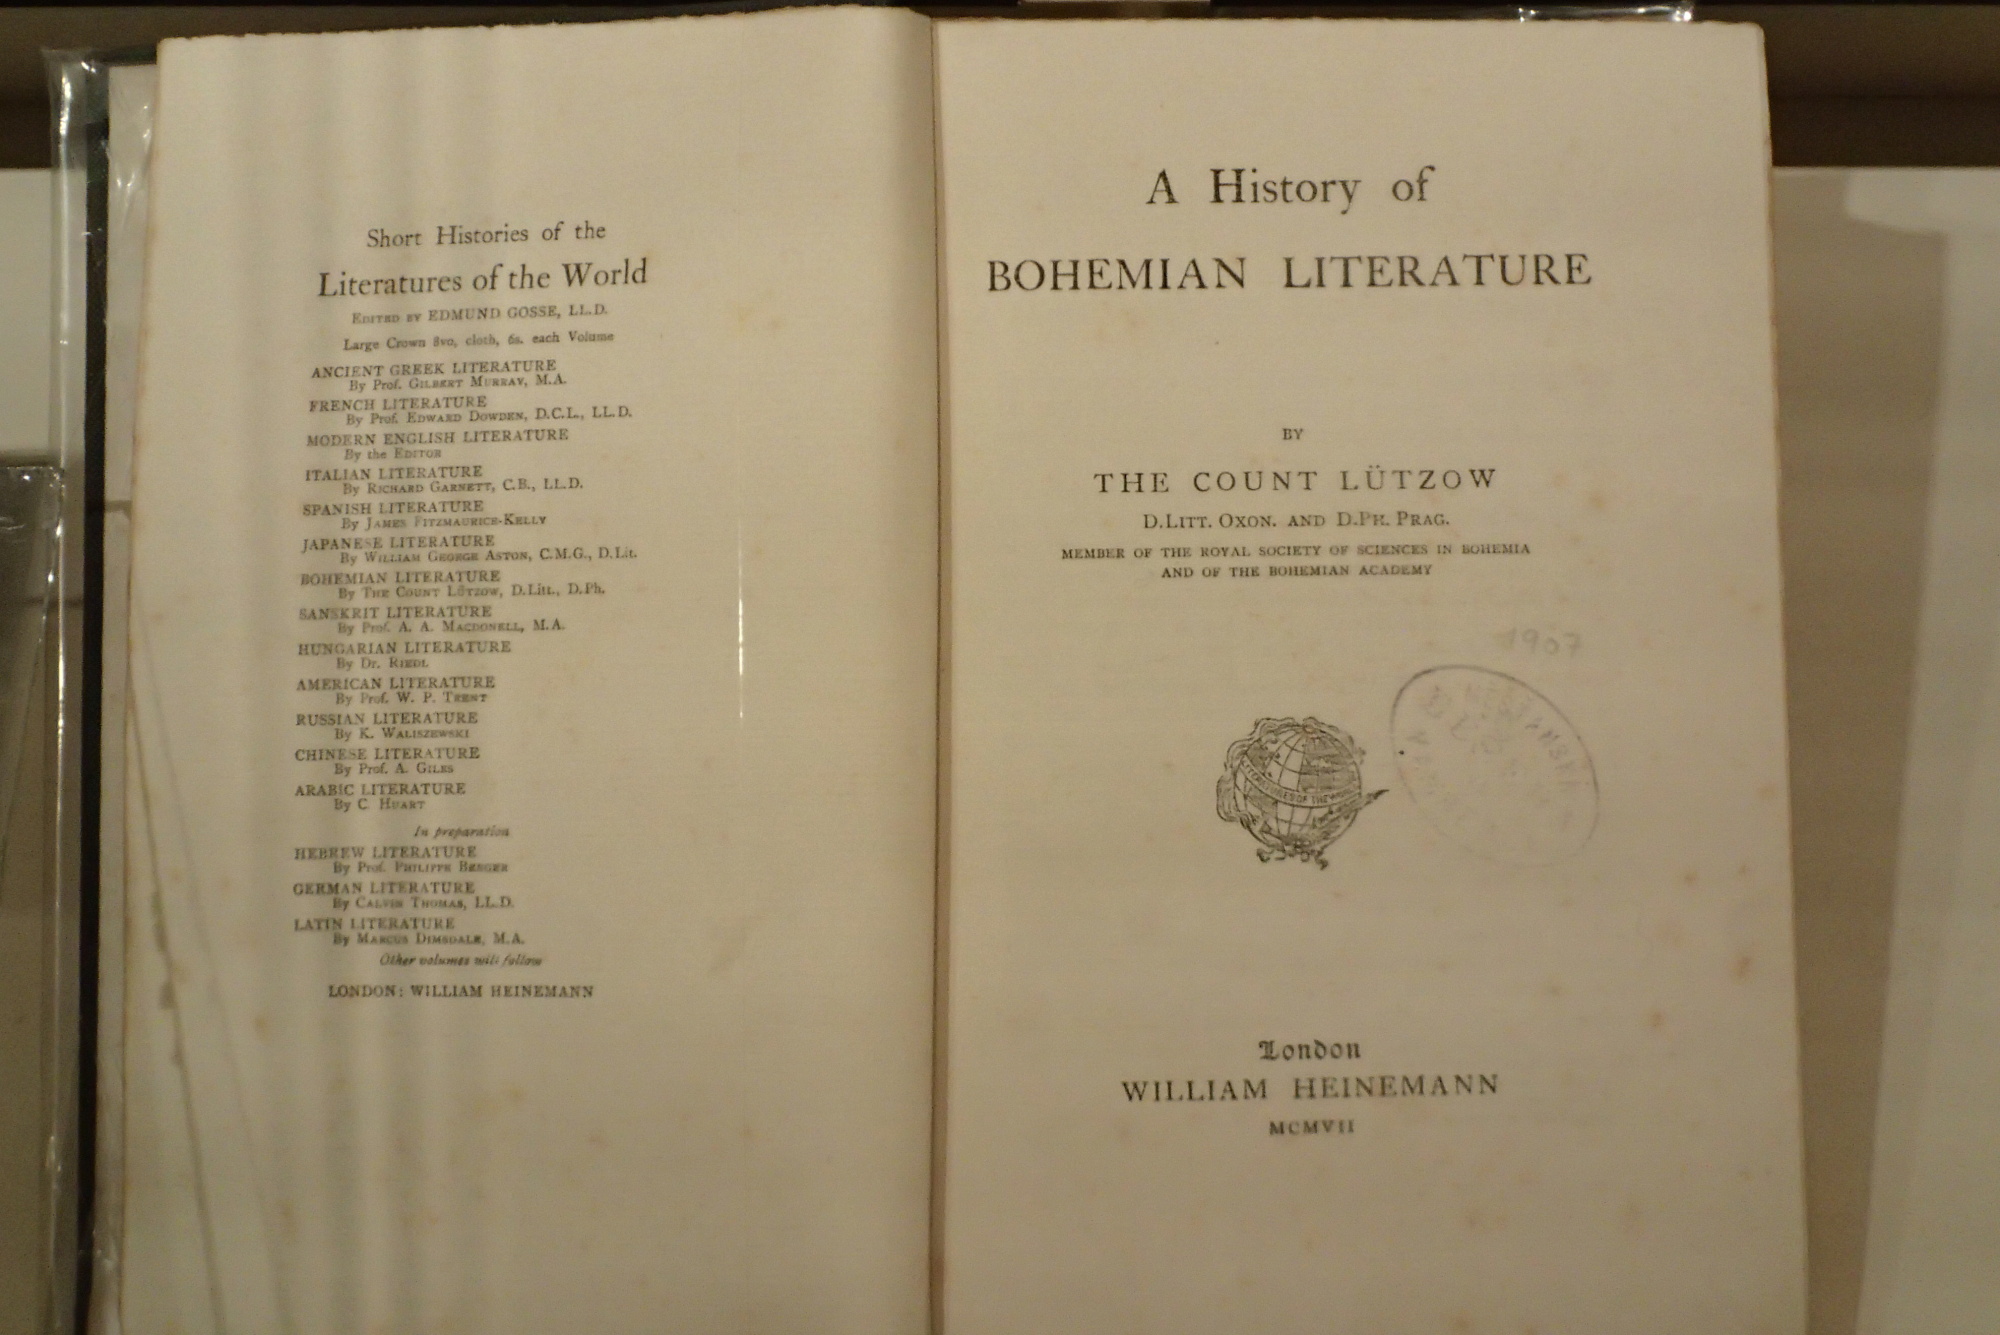 Short Histories of the
Literatures of the World
EDITED BY EDMUND GOSSE, LL.D.
Large Crown 8vo, cloth, 6s. each Volume
ANCIENT GREEK LITERATURE
By Prof. GILBERT MURRAY, M.A.
FRENCH LITERATURE
By Prof. EDWARD DOWDEN, D.C.L., LL.D.
MODERN ENGLISH LITERATURE
By the EDITOR
ITALIAN LITERATURE
By RICHARD GARNETT, C.B., LL.D.
SPANISH LITERATURE
By JAMES FITZMAURICE-KELLY
JAPANESE LITERATURE
By WILLIAM GEORGE ASTON, C.M.G., D.Lit.
BOHEMIAN LITERATURE
By THE COUNT LÜTZOW, D.Litt., D.Ph.
SANSKRIT LITERATURE
By Prof. A. A. MACDONELL, M.A.
HUNGARIAN LITERATURE
By Dr. RIEDL
AMERICAN LITERATURE
By Prof. W. P. TRENT
RUSSIAN LITERATURE
By K. WALISZEWSKI
CHINESE LITERATURE
By Prof. A. GILES
ARABIC LITERATURE
By C. HUART
In preparation
HEBREW LITERATURE
By Prof. PHILIPPE BERGER
GERMAN LITERATURE
By CALVIN THOMAS, LL.D.
LATIN LITERATURE
By MARCUS DIMSDALE, M.A.
Other volumes will follow
LONDON: WILLIAM HEINEMANN
A History of
BOHEMIAN LITERATURE
BY
THE COUNT LÜTZOW
D.LITT. OXON. AND D.PH. PRAG.
MEMBER OF THE ROYAL SOCIETY OF SCIENCES IN BOHEMIA
AND OF THE BOHEMIAN ACADEMY
1907
LITERATURES OF THE WORLD
London
WILLIAM HEINEMANN
MCMVII